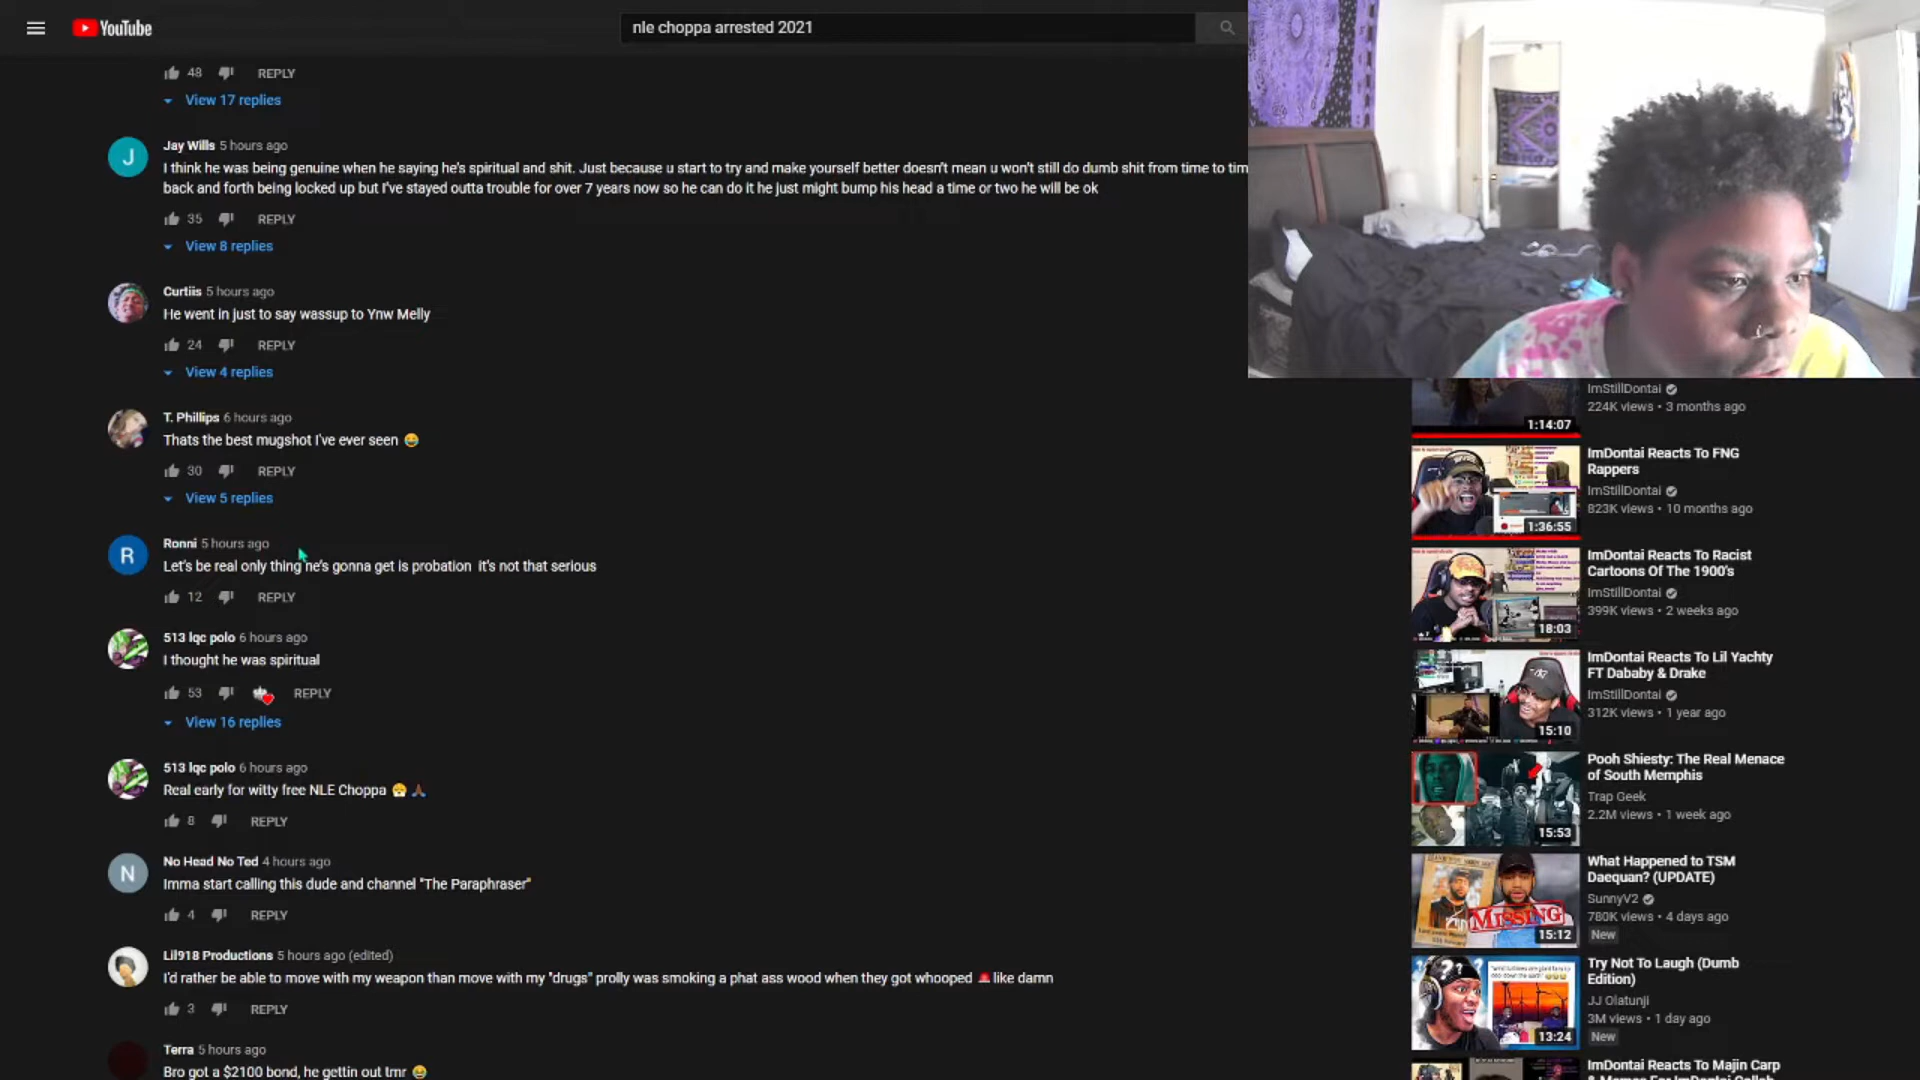 YouTube
nle choppa arrested 2021
48 REPLY
View 17 replies
Jay Wills 5 hours ago
I think he was being genuine when he saying he's spiritual and shit. Just because u start to try and make yourself better doesn't mean u won't still do dumb shit from time to tim
back and forth being locked up but I've stayed outta trouble for over 7 years now so he can do it he just might bump his head a time or two he will be ok
35 REPLY
View 8 replies
Curtiis 5 hours ago
He went in just to say wassup to Ynw Melly
24 REPLY
View 4 replies
T. Phillips 6 hours ago
Thats the best mugshot I've ever seen 😂
30 REPLY
View 5 replies
Ronni 5 hours ago
Let's be real only thing he's gonna get is probation it's not that serious
12 REPLY
513 lqc polo 6 hours ago
I thought he was spiritual
53 REPLY
View 16 replies
513 lqc polo 6 hours ago
Real early for witty free NLE Choppa 😤 🙏🏾
8 REPLY
No Head No Ted 4 hours ago
Imma start calling this dude and channel "The Paraphraser"
4 REPLY
Lil918 Productions 5 hours ago (edited)
I'd rather be able to move with my weapon than move with my "drugs" prolly was smoking a phat ass wood when they got whooped 🚨 like damn
3 REPLY
Terra 5 hours ago
Bro got a $2100 bond, he gettin out tmr 😂
ImStillDontai
224K views • 3 months ago
1:14:07
ImDontai Reacts To FNG
Rappers
ImStillDontai
823K views • 10 months ago
1:36:55
ImDontai Reacts To Racist
Cartoons Of The 1900's
ImStillDontai
399K views • 2 weeks ago
18:03
ImDontai Reacts To Lil Yachty
FT Dababy & Drake
ImStillDontai
312K views • 1 year ago
15:10
Pooh Shiesty: The Real Menace
of South Memphis
Trap Geek
2.2M views • 1 week ago
15:53
What Happened to TSM
Daequan? (UPDATE)
SunnyV2
780K views • 4 days ago
New
MISSING
15:12
Try Not To Laugh (Dumb
Edition)
JJ Olatunji
3M views • 1 day ago
New
13:24
ImDontai Reacts To Majin Carp
& Memes For ImDontai Collab